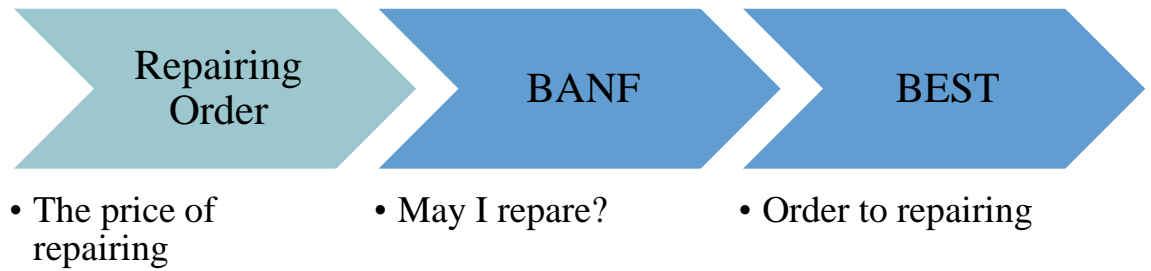 Repairing
Order
BANF
BEST
• The price of
repairing
• May I repare?
• Order to repairing